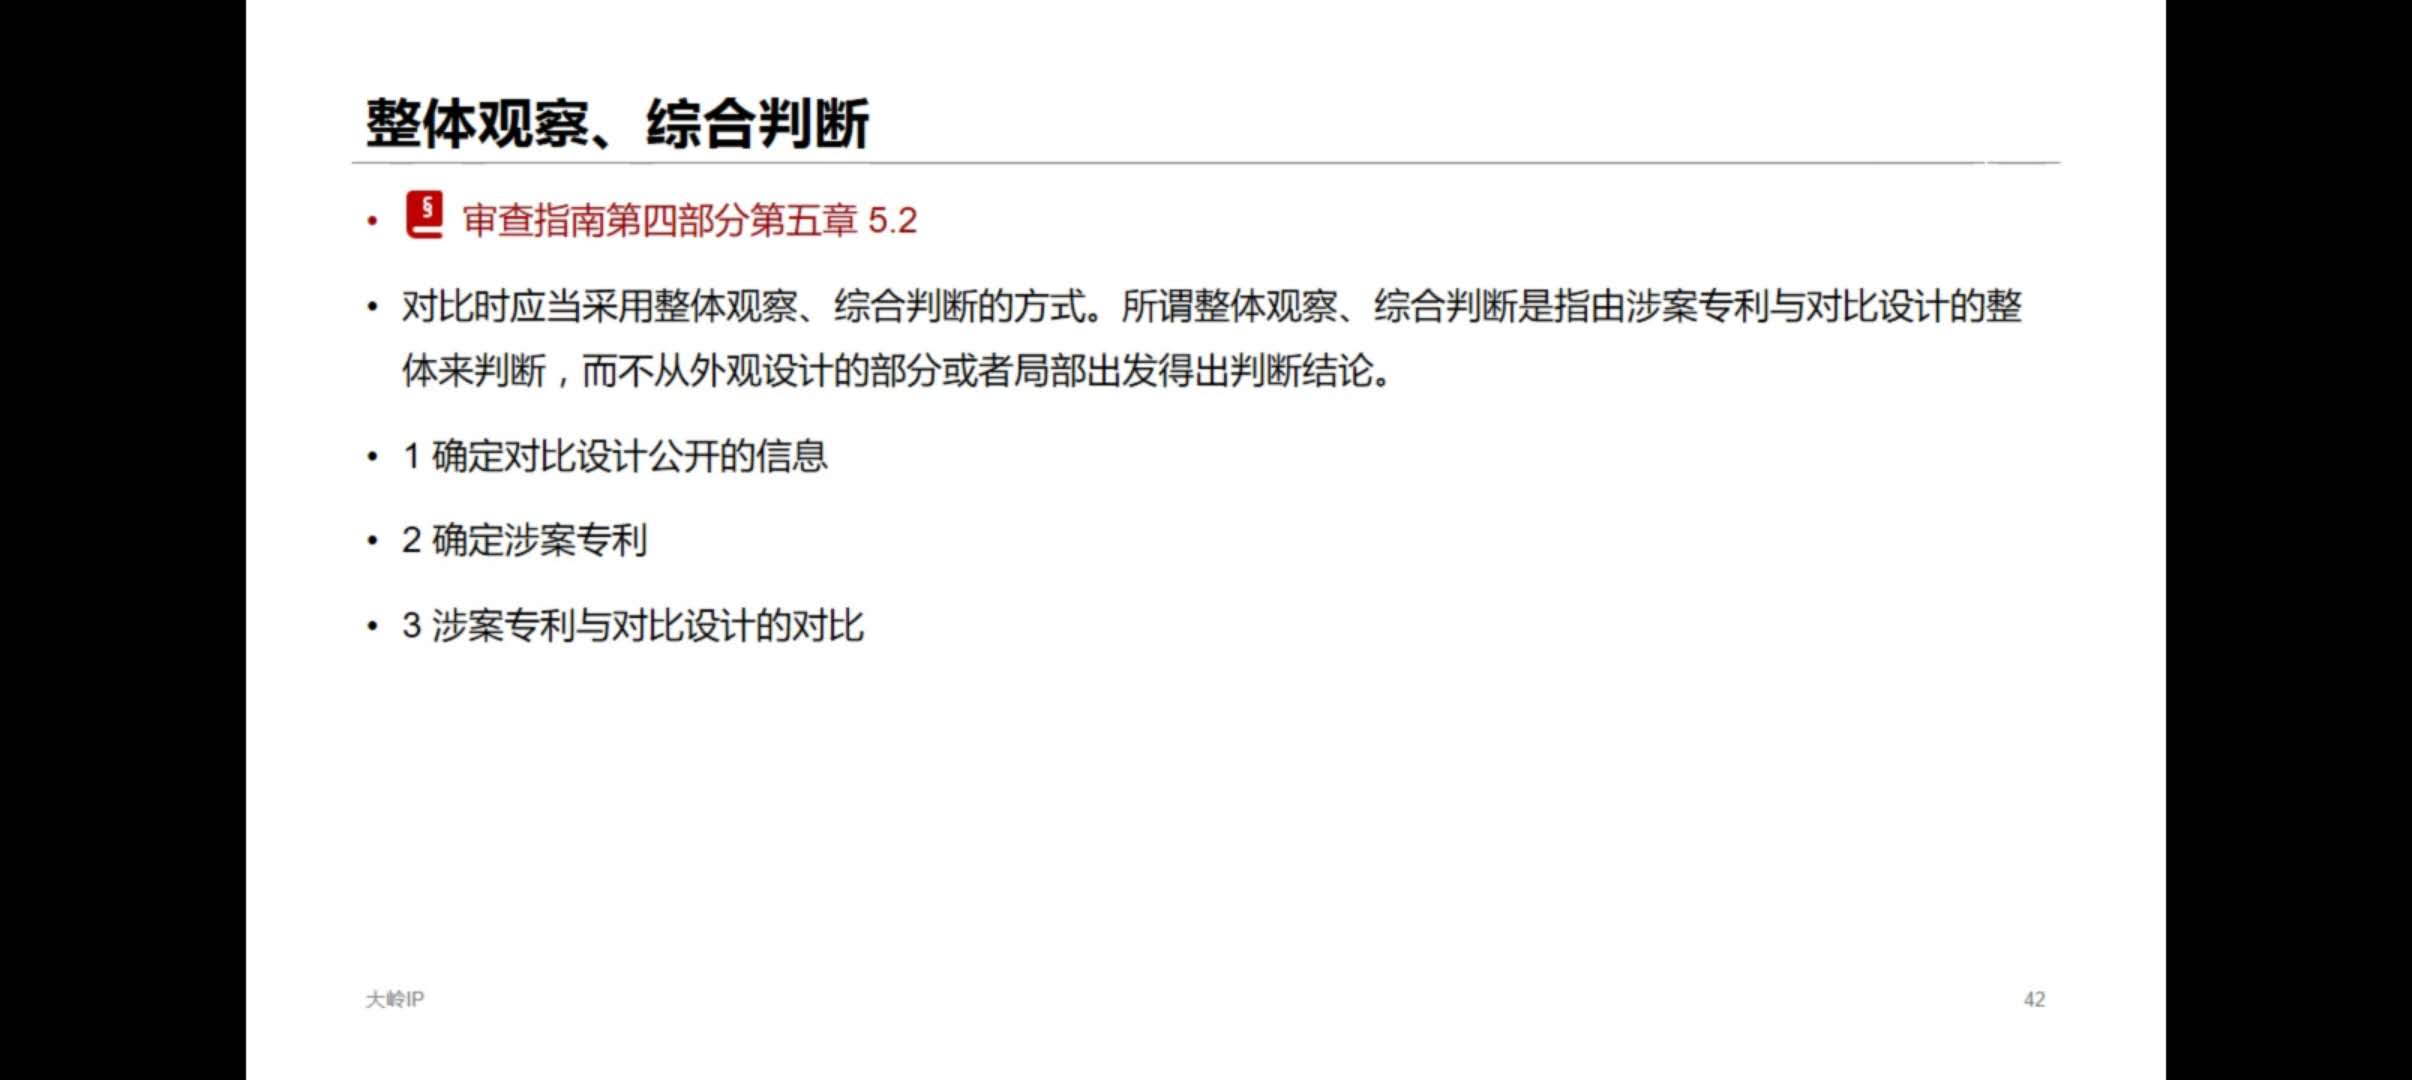 整体观察、综合判断
• § 审查指南第四部分第五章 5.2
• 对比时应当采用整体观察、综合判断的方式。所谓整体观察、综合判断是指由涉案专利与对比设计的整
体来判断，而不从外观设计的部分或者局部出发得出判断结论。
• 1 确定对比设计公开的信息
• 2 确定涉案专利
• 3 涉案专利与对比设计的对比
大岭IP
42